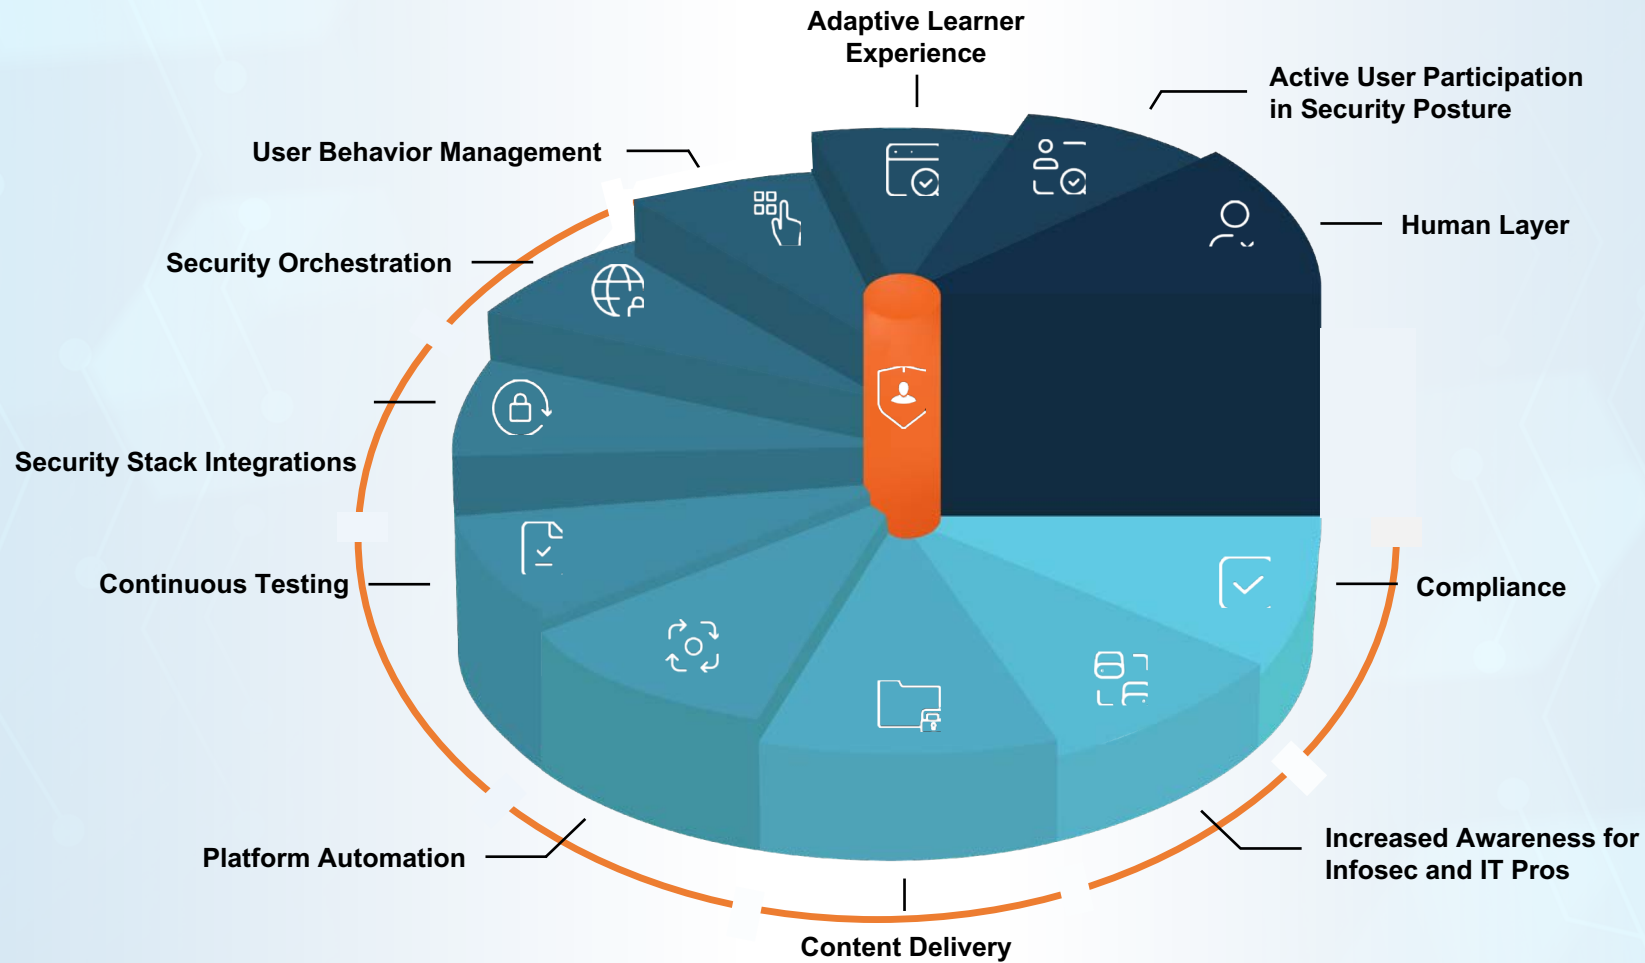 Adaptive Learner
Experience
Active User Participation
in Security Posture
User Behavior Management
Human Layer
Security Orchestration
Security Stack Integrations
Continuous Testing
Compliance
Platform Automation
Increased Awareness for
Infosec and IT Pros
Content Delivery